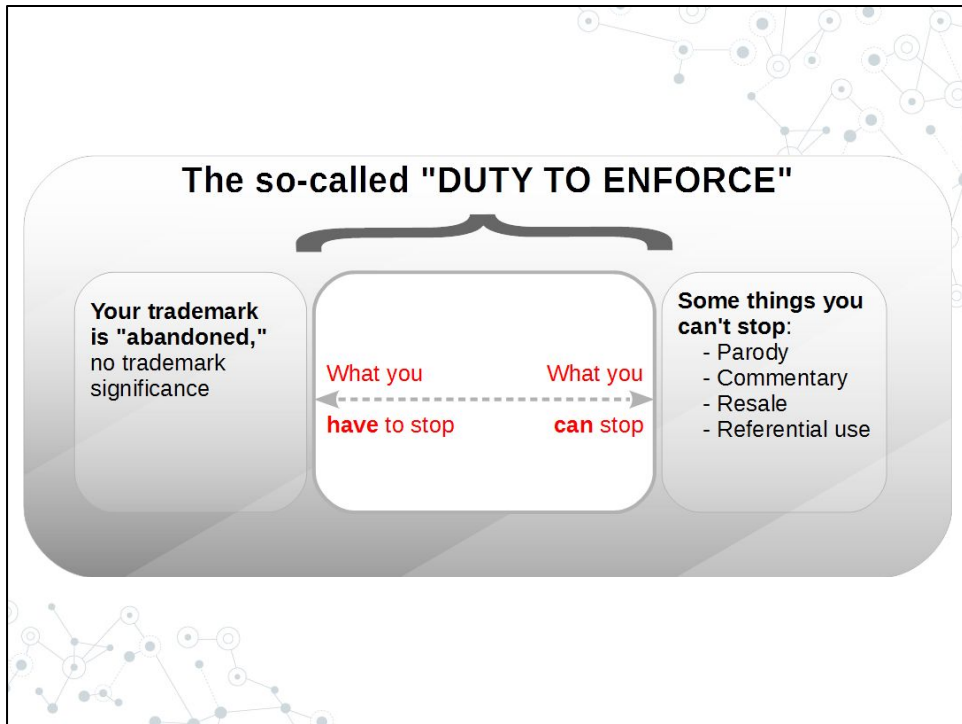 The so-called "DUTY TO ENFORCE"
Your trademark
is "abandoned,"
no trademark
significance
What you
have to stop
What you
can stop
Some things you
can't stop:
- Parody
- Commentary
- Resale
- Referential use